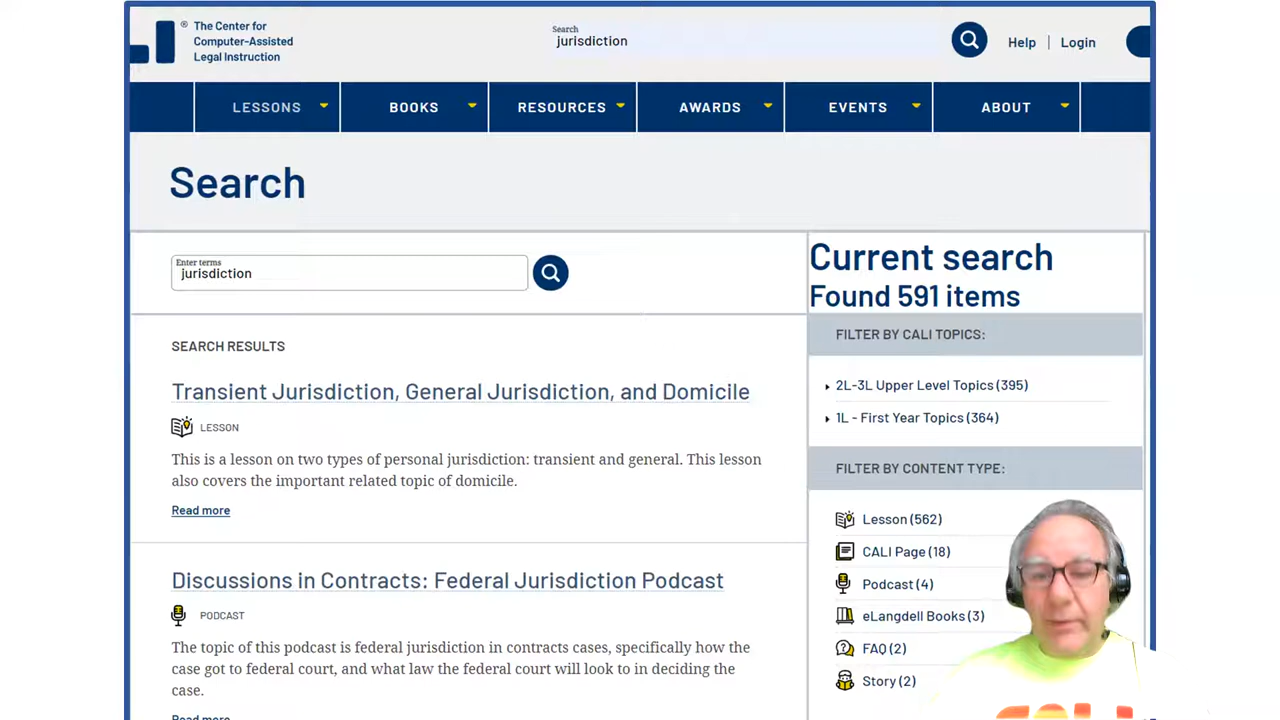 ®
The Center for
Computer-Assisted
Legal Instruction
Search
jurisdiction
Help | Login
LESSONS
BOOKS
RESOURCES
AWARDS
EVENTS
ABOUT
Search
Enter terms
jurisdiction
SEARCH RESULTS
Transient Jurisdiction, General Jurisdiction, and Domicile
LESSON
This is a lesson on two types of personal jurisdiction: transient and general. This lesson
also covers the important related topic of domicile.
Read more
Discussions in Contracts: Federal Jurisdiction Podcast
PODCAST
The topic of this podcast is federal jurisdiction in contracts cases, specifically how the
case got to federal court, and what law the federal court will look to in deciding the
case.
Read more
Current search
Found 591 items
FILTER BY CALI TOPICS:
2L-3L Upper Level Topics (395)
1L - First Year Topics (364)
FILTER BY CONTENT TYPE:
Lesson (562)
CALI Page (18)
Podcast (4)
eLangdell Books (3)
FAQ (2)
Story (2)